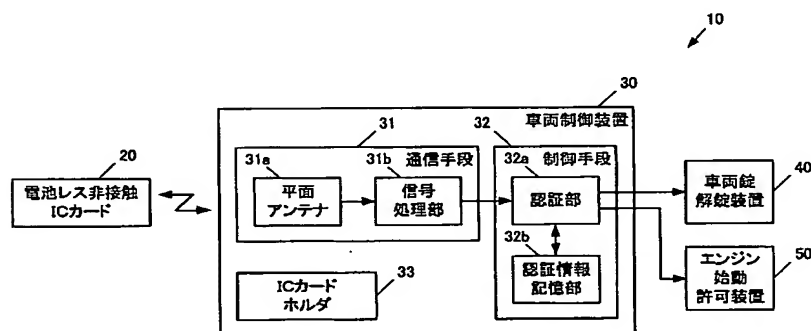 10
30
車両制御装置
31
通信手段
31a
平面
アンテナ
31b
信号
処理部
32
制御手段
32a
認証部
32b
認証情報
記憶部
20
電池レス非接触
ICカード
33
ICカード
ホルダ
40
車両錠
解錠装置
50
エンジン
始動
許可装置